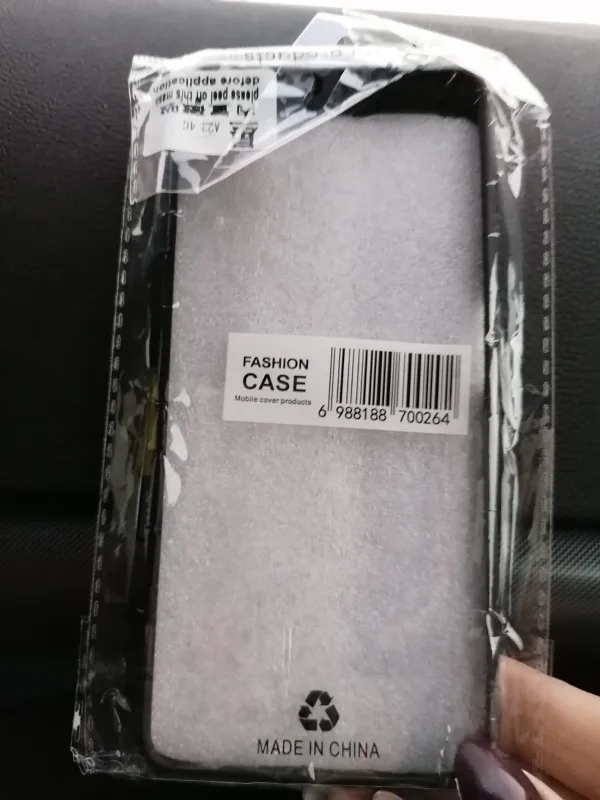 please peel off this mask
before application
A22 4G
FASHION
CASE
Mobile cover products
6 988188 700264
MADE IN CHINA